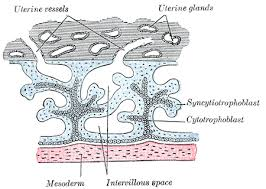 Uterine vessels
Uterine glands
Syncytiotrophoblast
Cytotrophoblast
Mesoderm
Intervillous space